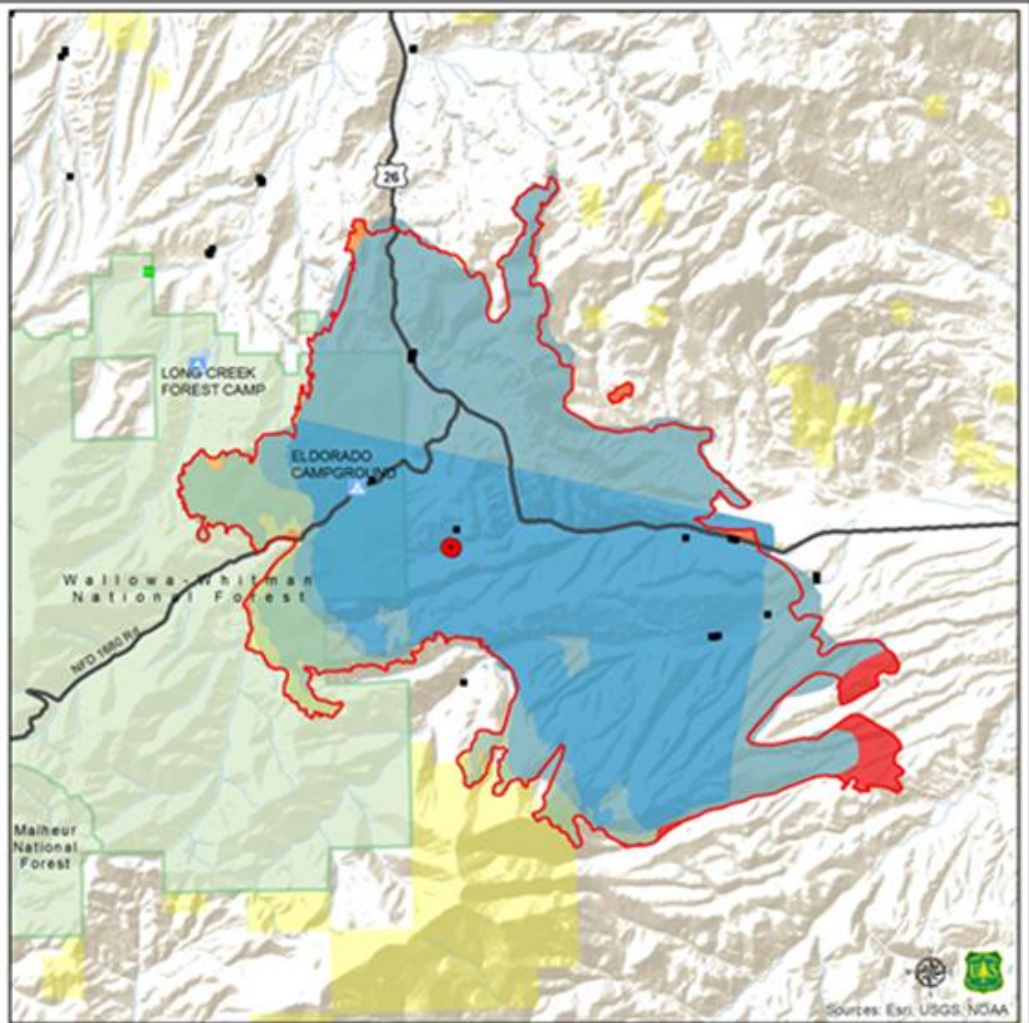 26
LONG CREEK
FOREST CAMP
ELDORADO
CAMPGROUND
Wallowa-Whitman
National Forest
NFD 1680 Rd
Malheur
National
Forest
UAS
Sources: Esri, USGS, NOAA